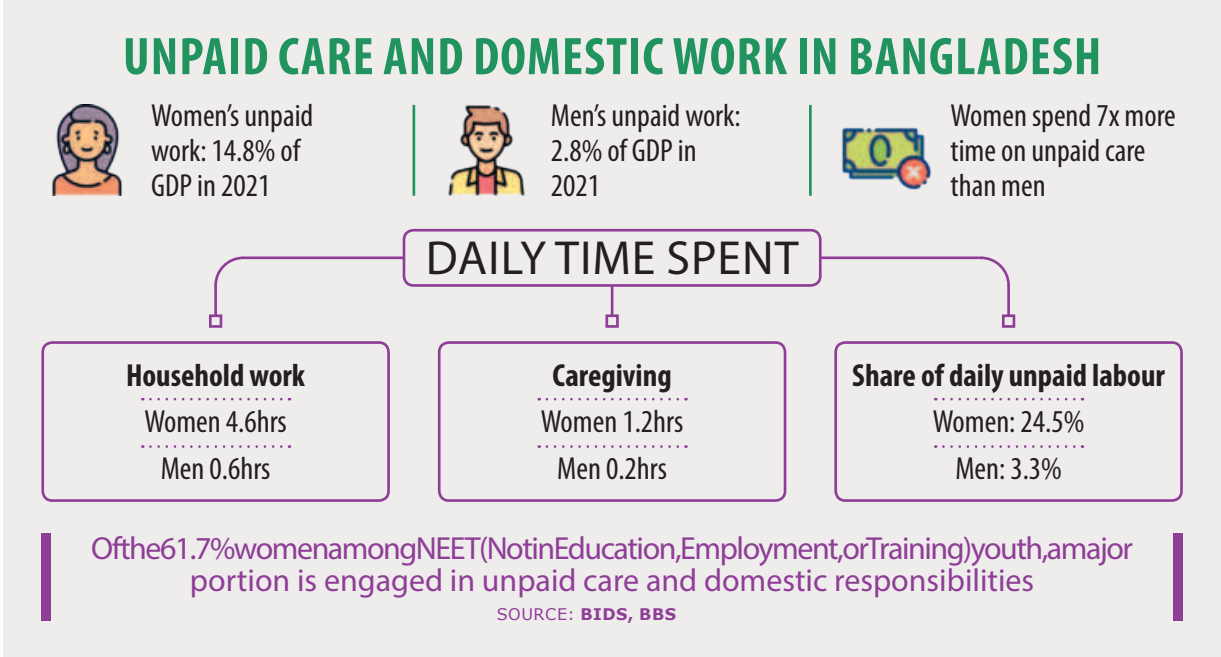 UNPAID CARE AND DOMESTIC WORK IN BANGLADESH
Women's unpaid
work: 14.8% of
GDP in 2021
Men's unpaid work:
2.8% of GDP in
2021
Women spend 7x more
time on unpaid care
than men
DAILY TIME SPENT
Household work
Women 4.6hrs
Men 0.6hrs
Caregiving
Women 1.2hrs
Men 0.2hrs
Share of daily unpaid labour
Women: 24.5%
Men: 3.3%
Ofthe61.7%womenamongNEET(NotinEducation,Employment,orTraining)youth,amajor
portion is engaged in unpaid care and domestic responsibilities
SOURCE: BIDS, BBS